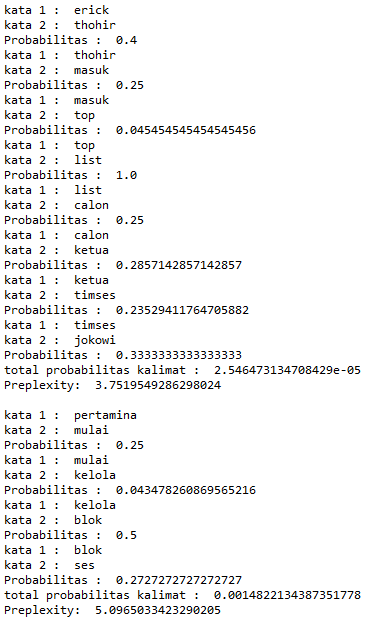 kata 1 :  erick
kata 2 :  thohir
Probabilitas :  0.4
kata 1 :  thohir
kata 2 :  masuk
Probabilitas :  0.25
kata 1 :  masuk
kata 2 :  top
Probabilitas :  0.045454545454545456
kata 1 :  top
kata 2 :  list
Probabilitas :  1.0
kata 1 :  list
kata 2 :  calon
Probabilitas :  0.25
kata 1 :  calon
kata 2 :  ketua
Probabilitas :  0.2857142857142857
kata 1 :  ketua
kata 2 :  timses
Probabilitas :  0.23529411764705882
kata 1 :  timses
kata 2 :  jokowi
Probabilitas :  0.3333333333333333
total probabilitas kalimat :  2.546473134708429e-05
Preplexity:  3.7519549286298024

kata 1 :  pertamina
kata 2 :  mulai
Probabilitas :  0.25
kata 1 :  mulai
kata 2 :  kelola
Probabilitas :  0.043478260869565216
kata 1 :  kelola
kata 2 :  blok
Probabilitas :  0.5
kata 1 :  blok
kata 2 :  ses
Probabilitas :  0.2727272727272727
total probabilitas kalimat :  0.0014822134387351778
Preplexity:  5.0965033423290205